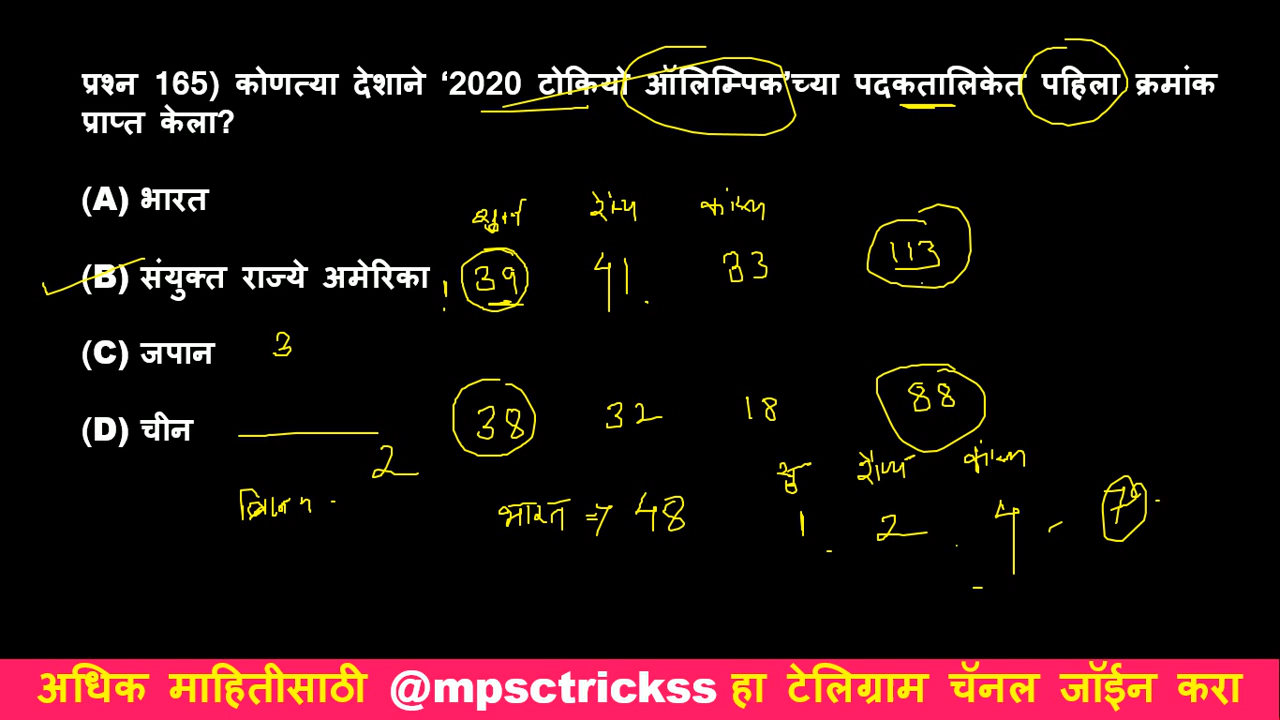 प्रश्न 165) कोणत्या देशाने ‘2020 टोकियो ऑलिम्पिक’च्या पदकतालिकेत पहिला क्रमांक
प्राप्त केला?
(A) भारत
सुवर्ण रौप्य कांस्य
(B) संयुक्त राज्ये अमेरिका 39 41 33 113
(C) जपान 3
(D) चीन 38 32 18 88
2
सु रौप्य कांस्य
भारत => 48 1 2 4 - 7
अधिक माहितीसाठी @mpsctrickss हा टेलिग्राम चॅनल जॉईन करा